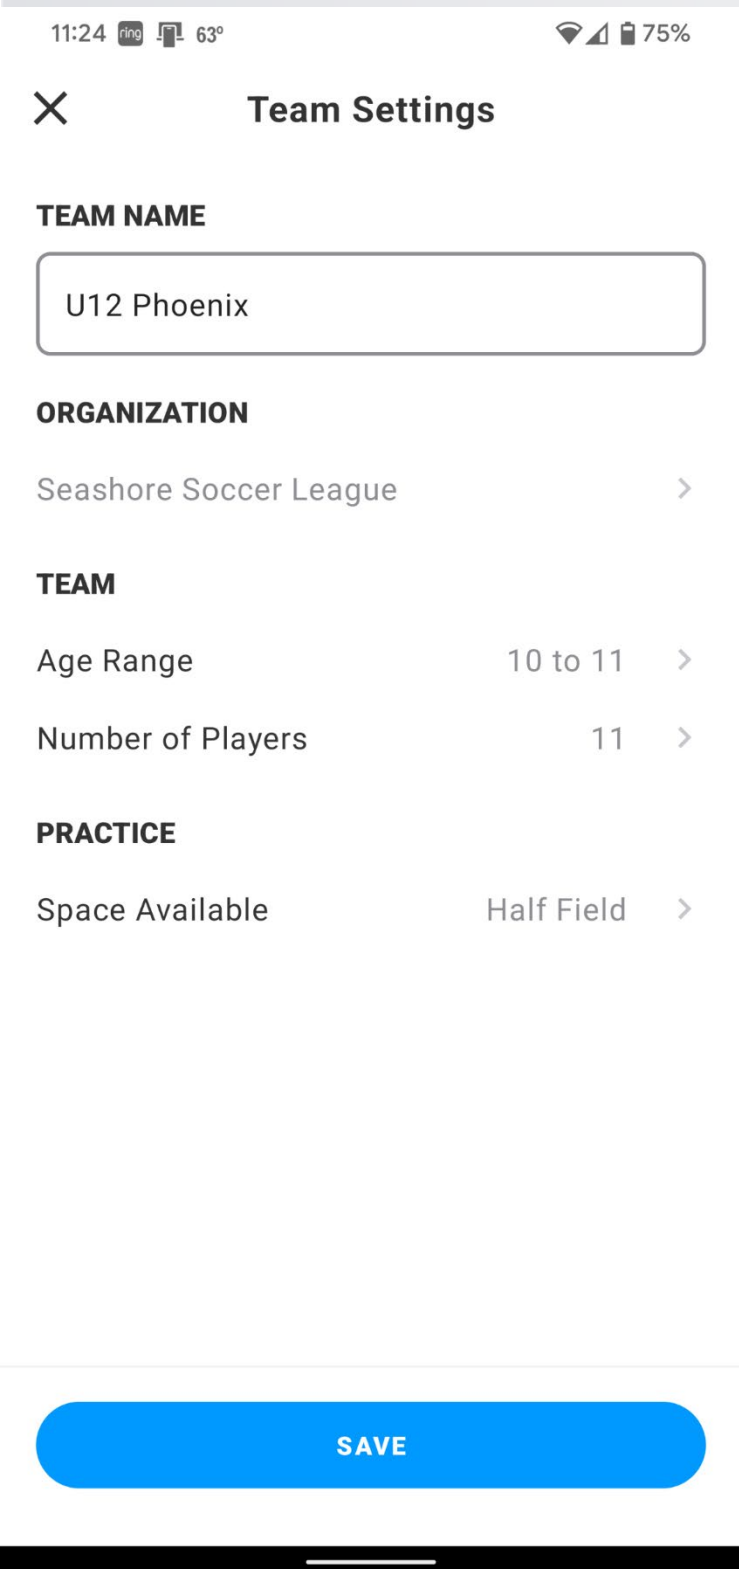 11:24 ring 63° 75%
Team Settings
TEAM NAME
U12 Phoenix
ORGANIZATION
Seashore Soccer League
TEAM
Age Range 10 to 11
Number of Players 11
PRACTICE
Space Available Half Field
SAVE